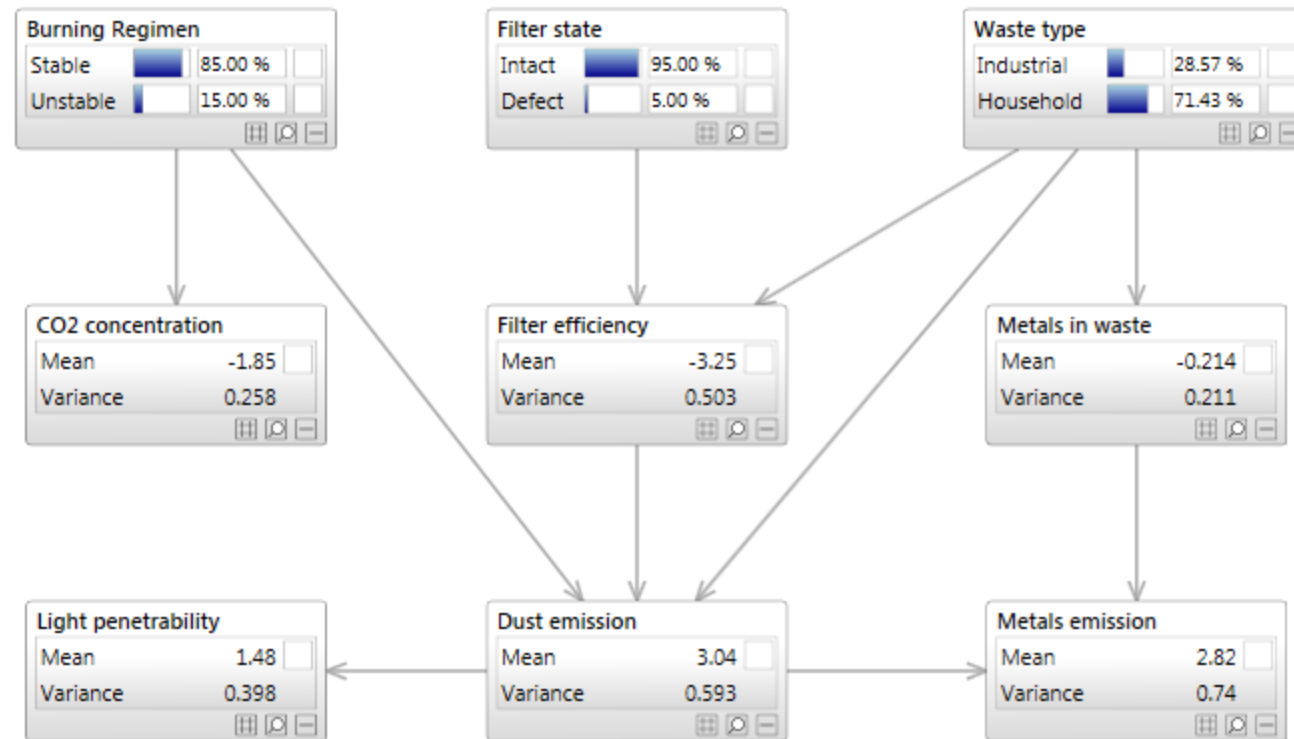 Burning Regimen
Stable 85.00 %
Unstable 15.00 %
Filter state
Intact 95.00 %
Defect 5.00 %
Waste type
Industrial 28.57 %
Household 71.43 %
CO2 concentration
Mean -1.85
Variance 0.258
Filter efficiency
Mean -3.25
Variance 0.503
Metals in waste
Mean -0.214
Variance 0.211
Light penetrability
Mean 1.48
Variance 0.398
Dust emission
Mean 3.04
Variance 0.593
Metals emission
Mean 2.82
Variance 0.74